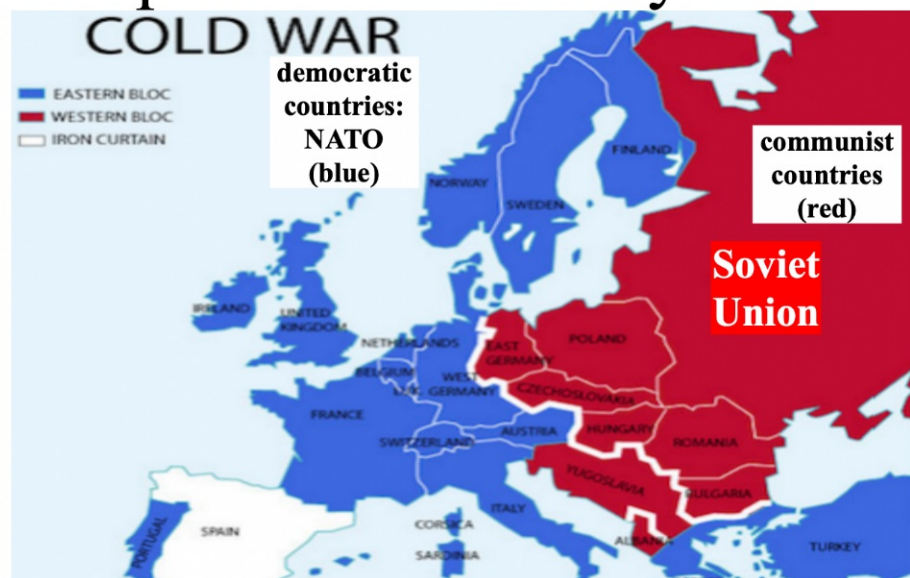 COLD WAR
EASTERN BLOC
WESTERN BLOC
IRON CURTAIN
democratic
countries:
NATO
(blue)
communist
countries
(red)
Soviet
Union
FINLAND
NORWAY
SWEDEN
IRELAND
UNITED
KINGDOM
NETHERLANDS
BELGIUM
LUX.
WEST
GERMANY
EAST
GERMANY
POLAND
CZECHOSLOVAKIA
FRANCE
SWITZERLAND
AUSTRIA
HUNGARY
ROMANIA
YUGOSLAVIA
BULGARIA
ITALY
CORSICA
SARDINIA
ALBANIA
SPAIN
PORTUGAL
TURKEY